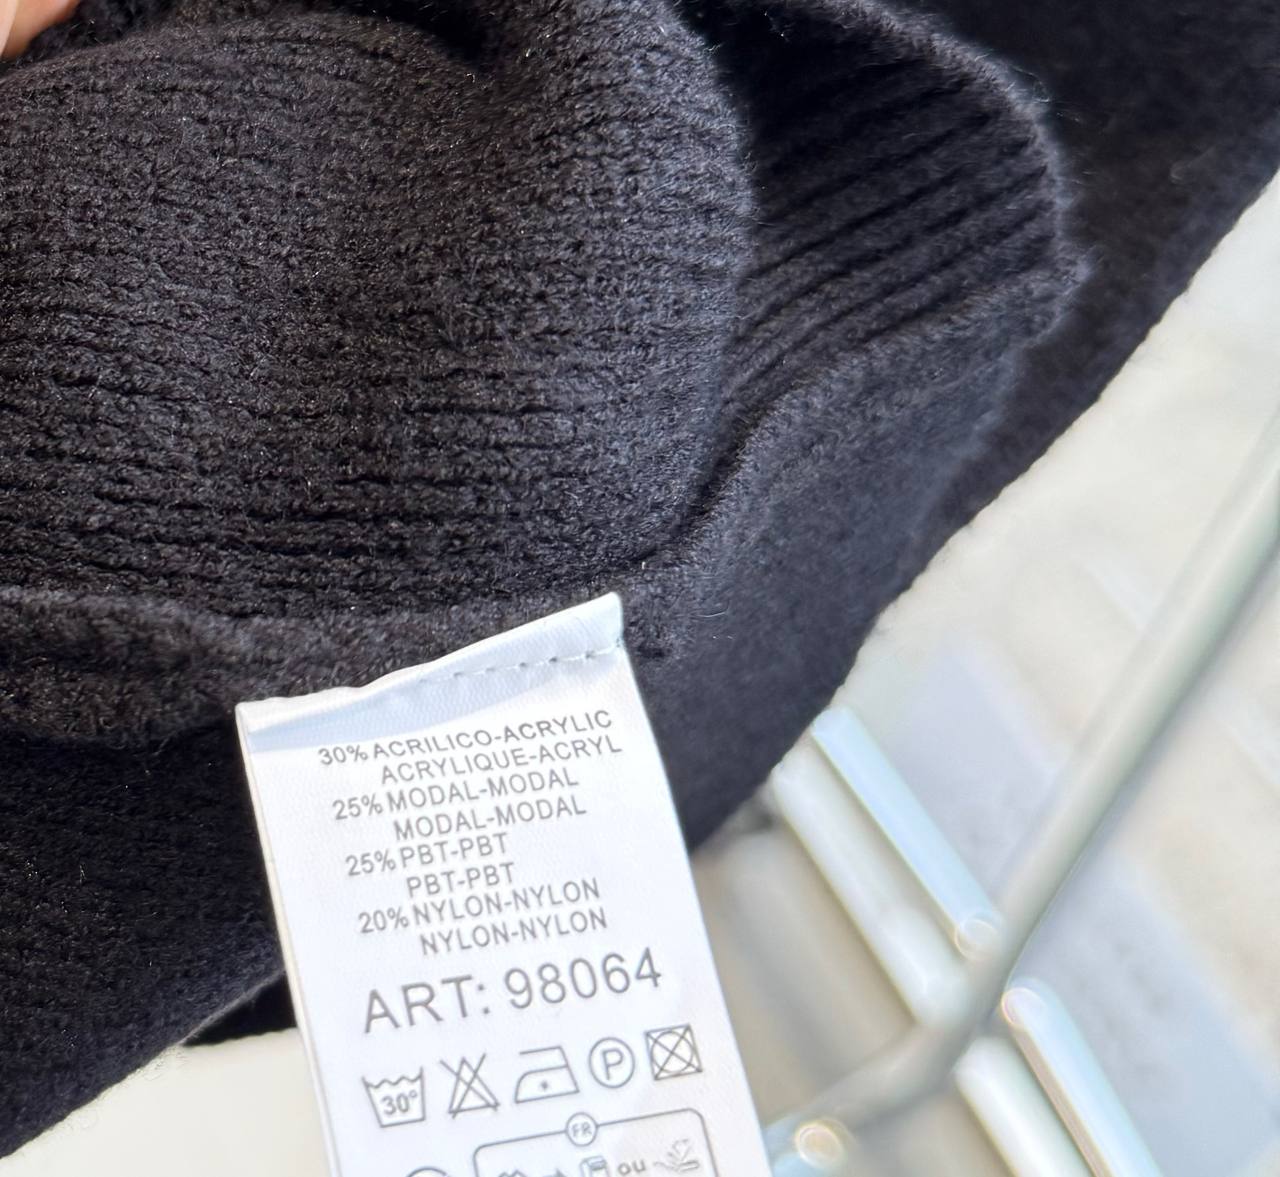 30% ACRILICO-ACRYLIC
ACRYLIQUE-ACRYL
25% MODAL-MODAL
MODAL-MODAL
25% PBT-PBT
PBT-PBT
20% NYLON-NYLON
NYLON-NYLON
ART: 98064
30° P
FR
ou